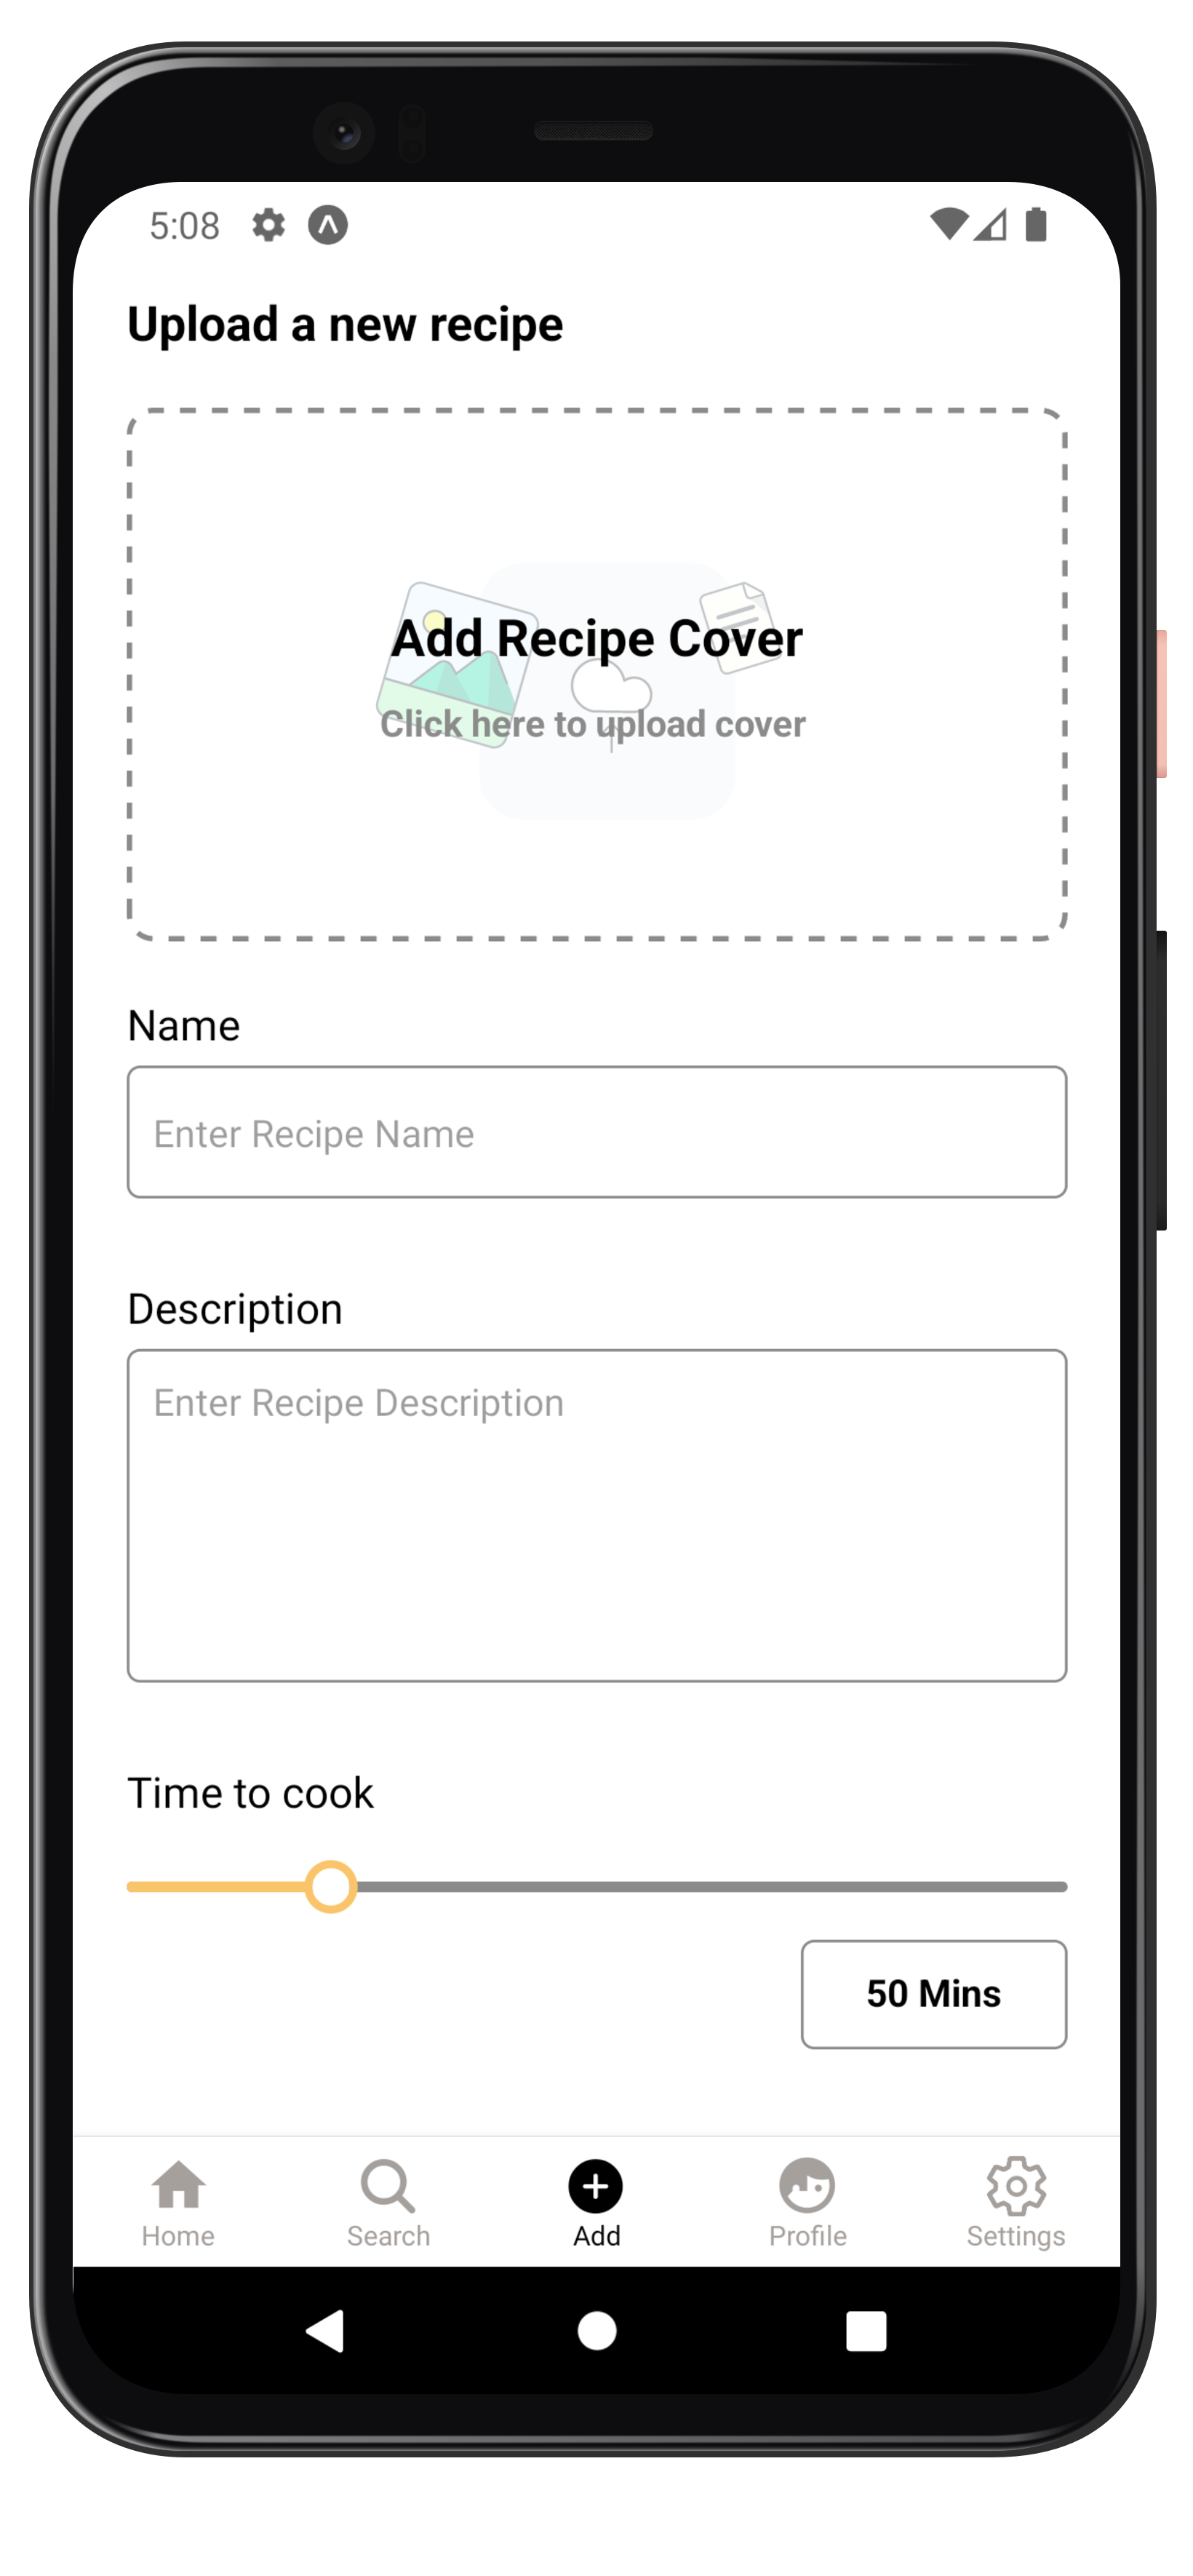 5:08
Upload a new recipe
Add Recipe Cover
Click here to upload cover
Name
Enter Recipe Name
Description
Enter Recipe Description
Time to cook
50 Mins
Home Search Add Profile Settings